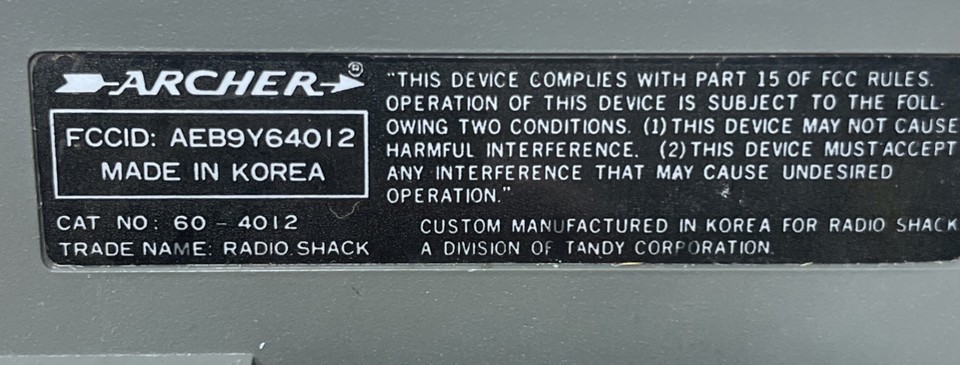 ARCHER®
FCCID: AEB9Y64012
MADE IN KOREA
CAT NO: 60-4012
TRADE NAME: RADIO SHACK
"THIS DEVICE COMPLIES WITH PART 15 OF FCC RULES.
OPERATION OF THIS DEVICE IS SUBJECT TO THE FOLL-
OWING TWO CONDITIONS. (1) THIS DEVICE MAY NOT CAUSE
HARMFUL INTERFERENCE. (2) THIS DEVICE MUST ACCEPT
ANY INTERFERENCE THAT MAY CAUSE UNDESIRED
OPERATION."
CUSTOM MANUFACTURED IN KOREA FOR RADIO SHACK
A DIVISION OF TANDY CORPORATION.